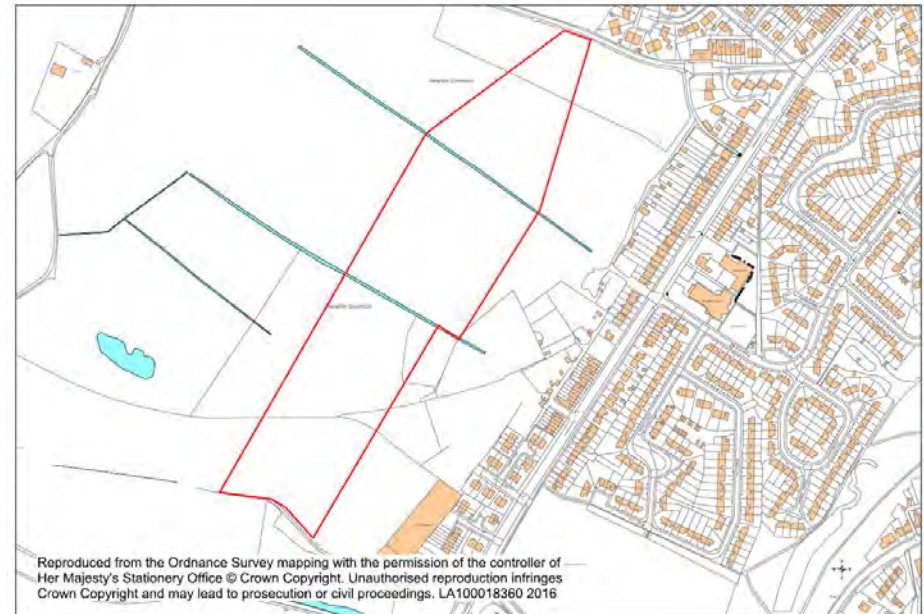 Reproduced from the Ordnance Survey mapping with the permission of the controller of
Her Majesty's Stationery Office © Crown Copyright. Unauthorised reproduction infringes
Crown Copyright and may lead to prosecution or civil proceedings. LA100018360 2016